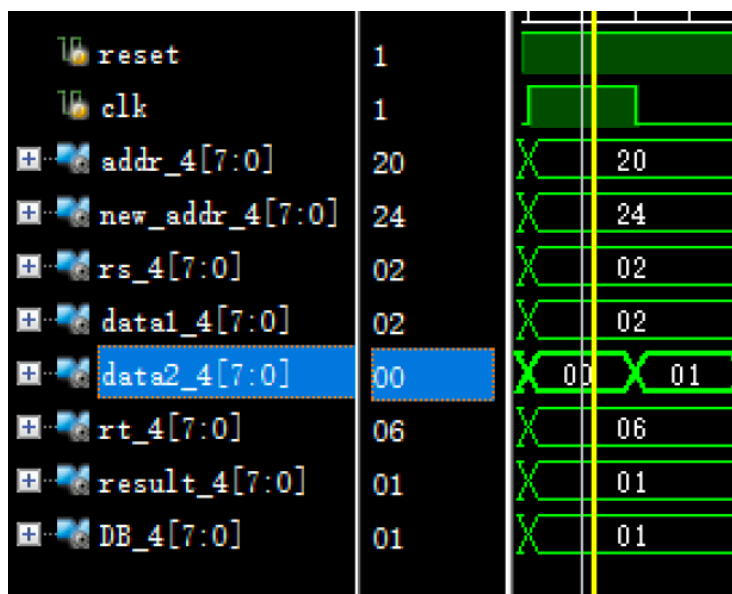 reset 1
clk 1
addr_4[7:0] 20 20
new_addr_4[7:0] 24 24
rs_4[7:0] 02 02
data1_4[7:0] 02 02
data2_4[7:0] 00 00 01
rt_4[7:0] 06 06
result_4[7:0] 01 01
DB_4[7:0] 01 01